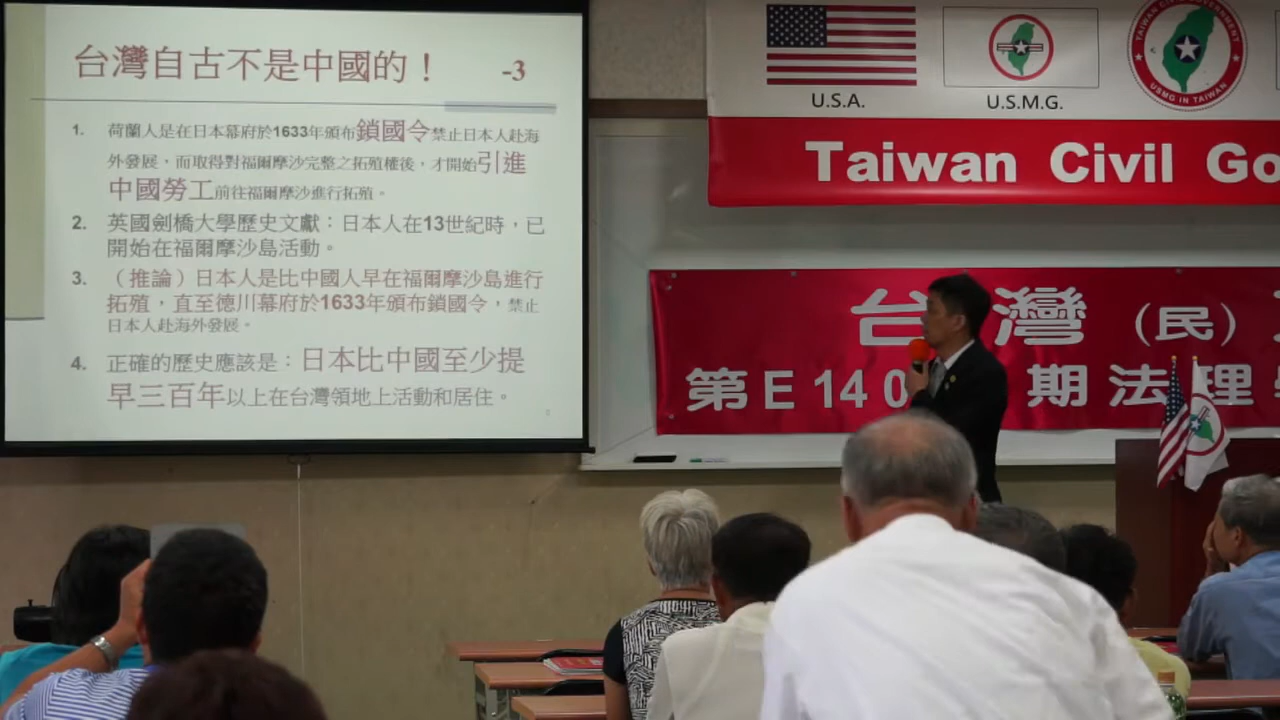 台灣自古不是中國的！ -3
1. 荷蘭人是在日本幕府於1633年頒布鎖國令禁止日本人赴海
外發展，而取得對福爾摩沙完整之拓殖權後，才開始引進
中國勞工前往福爾摩沙進行拓殖。
2. 英國劍橋大學歷史文獻：日本人在13世紀時，已
開始在福爾摩沙島活動。
3. （推論）日本人是比中國人早在福爾摩沙島進行
拓殖，直至德川幕府於1633年頒布鎖國令，禁止
日本人赴海外發展。
4. 正確的歷史應該是：日本比中國至少提
早三百年以上在台灣領地上活動和居住。
U.S.A.
U.S.M.G.
TAIWAN CIVIL GOVERNMENT
USMG IN TAIWAN
Taiwan Civil Go
台灣（民）
第E140 期法理